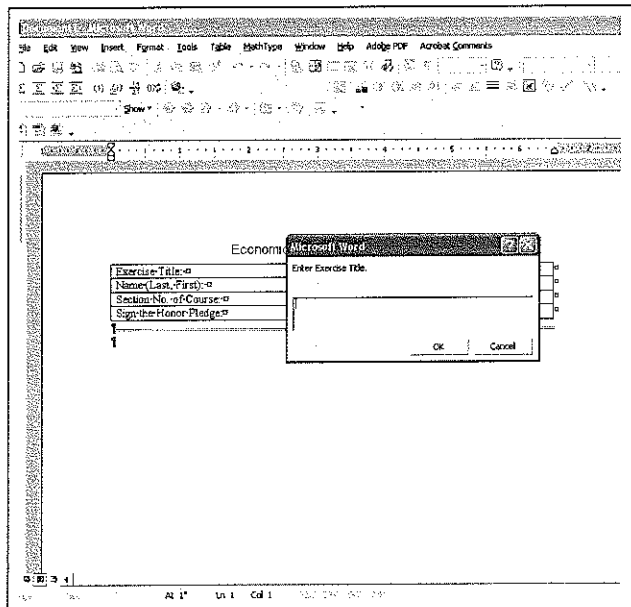 File Edit View Insert Format Tools Table MathType Window Help Adobe PDF Acrobat Comments
Show
Economic
Microsoft Word
Enter Exercise Title.
Exercise-Title:
Name-(Last,-First):
Section-No.-of-Course:
Sign-the-Honor-Pledge:
OK Cancel
At 1" Ln 1 Col 1